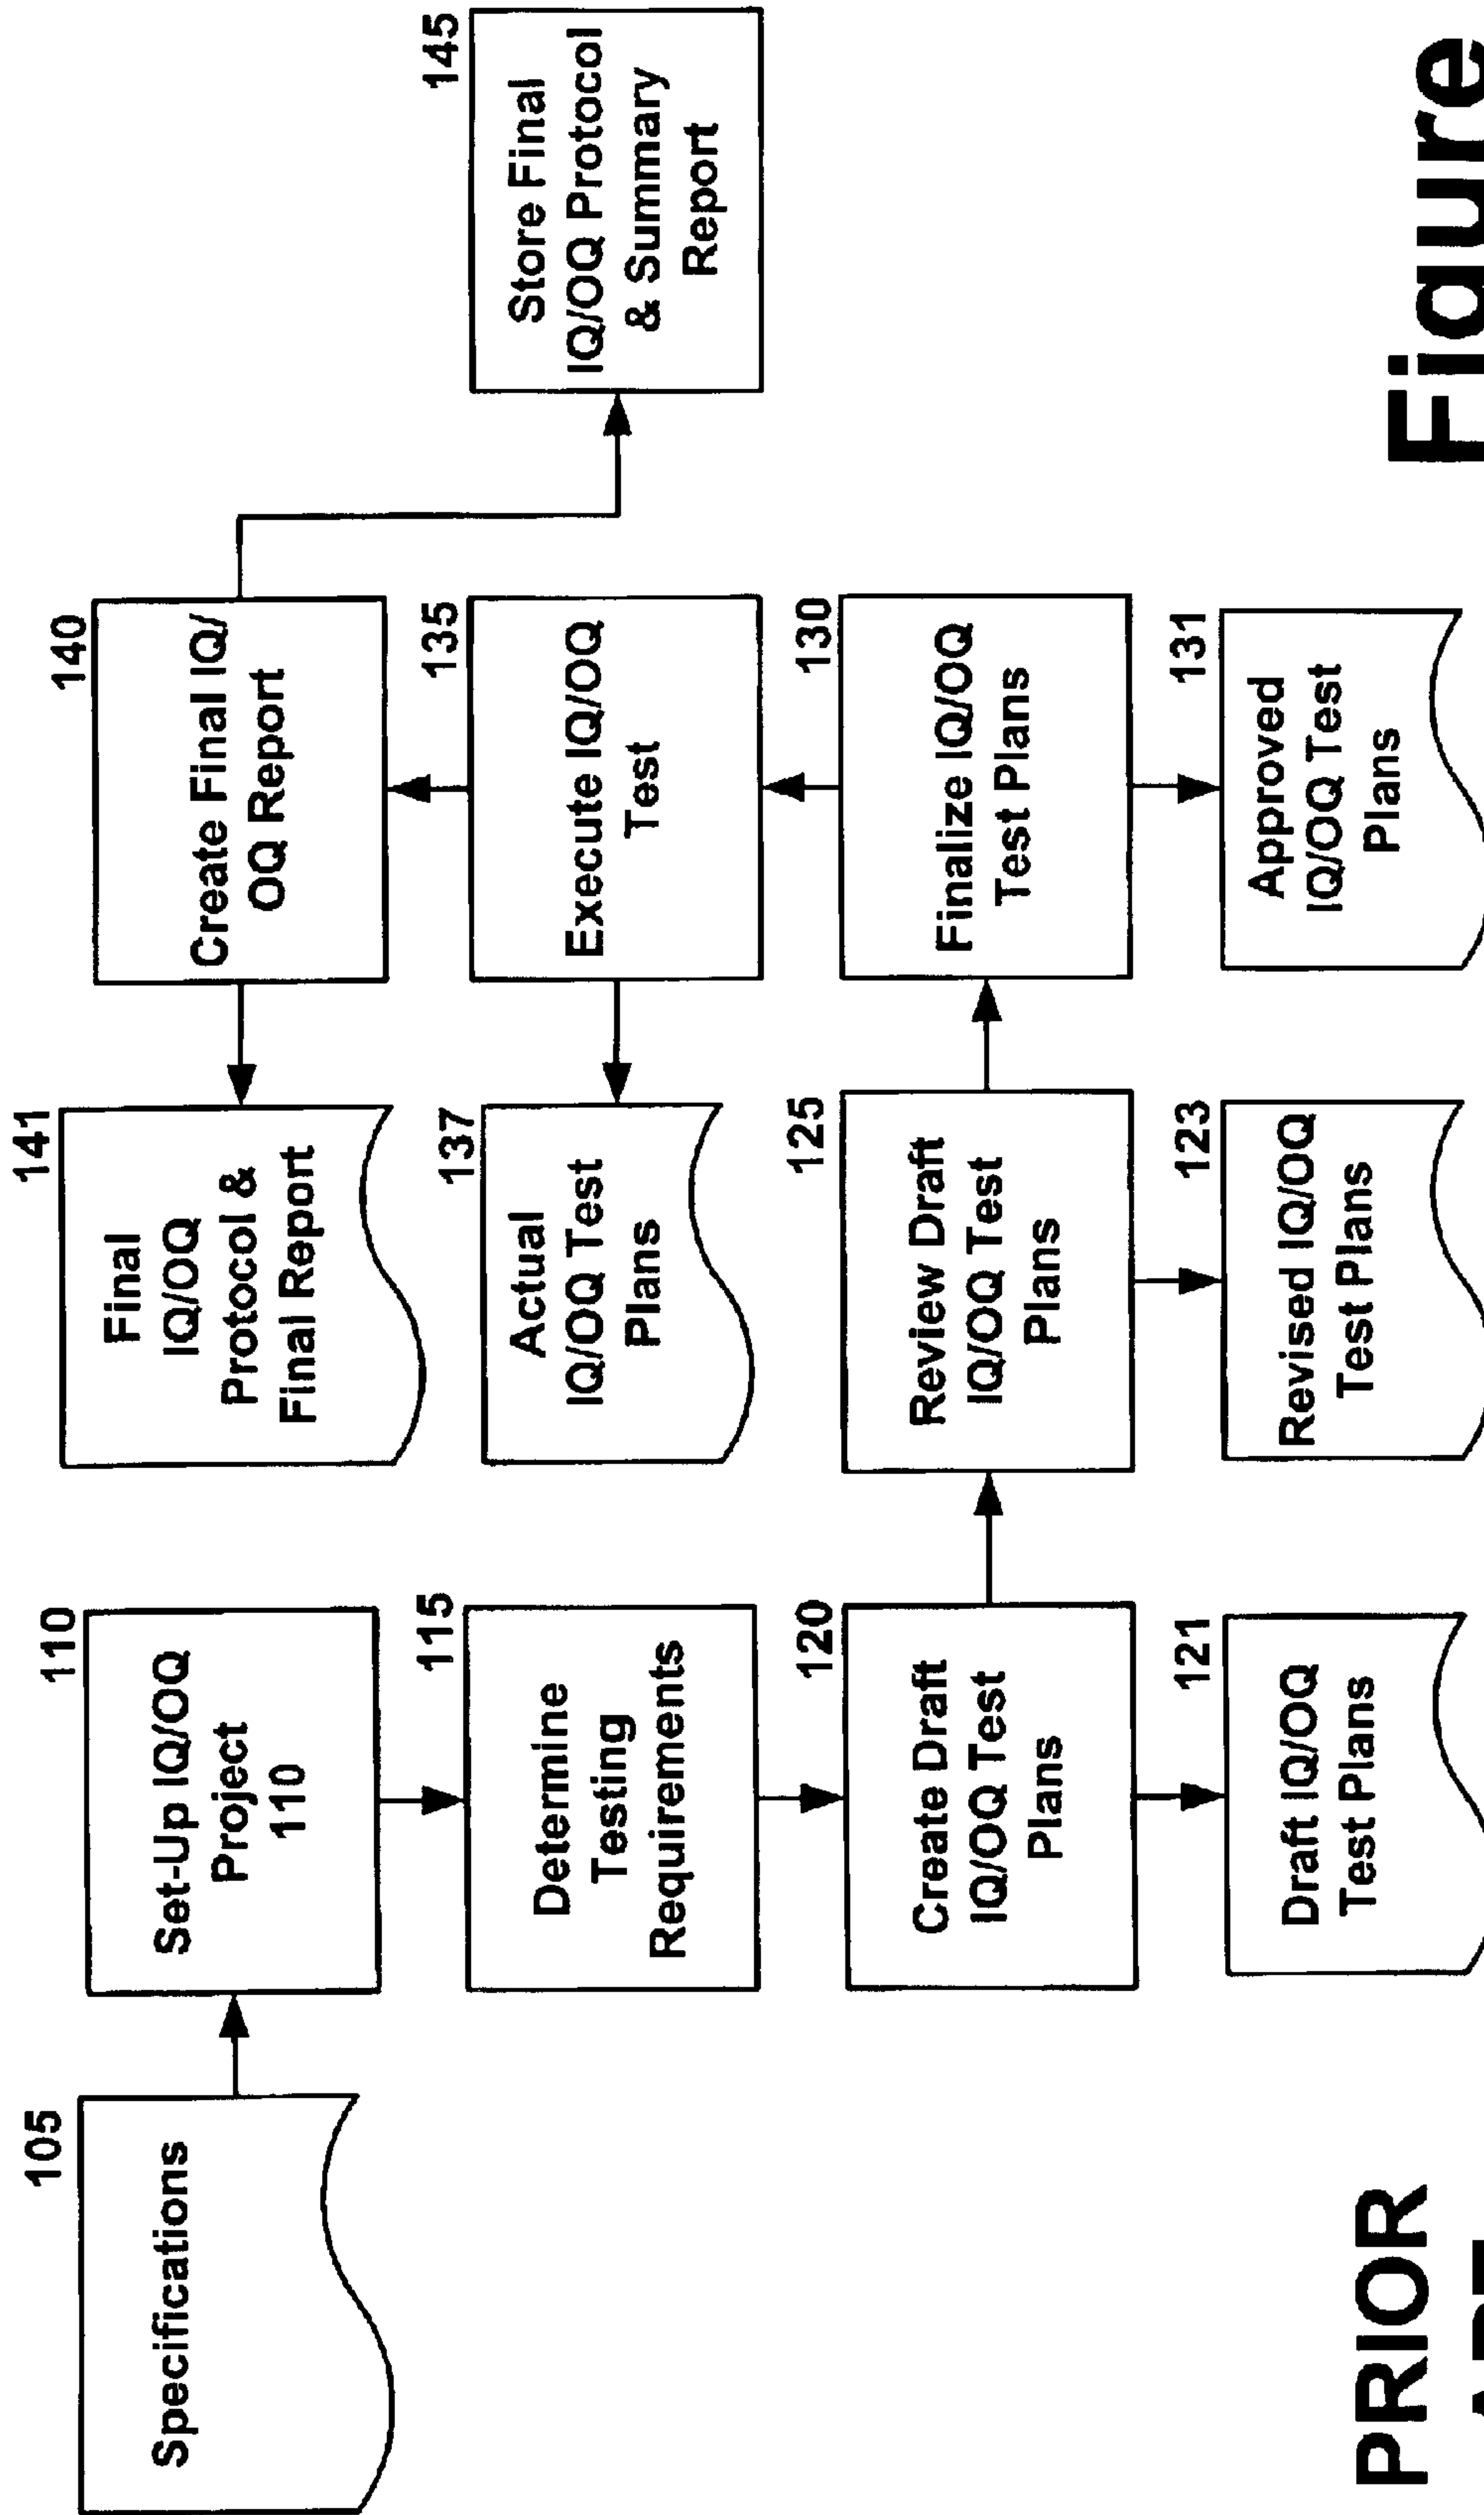 105
Specifications
110
Set-Up IQ/OQ
Project
110
115
Determine
Testing
Requirements
120
Create Draft
IQ/OQ Test
Plans
121
Draft IQ/OQ
Test Plans
125
Review Draft
IQ/OQ Test
Plans
123
Revised IQ/OQ
Test Plans
130
Finalize IQ/OQ
Test Plans
131
Approved
IQ/OQ Test
Plans
135
Execute IQ/OQ
Test
137
Actual
IQ/OQ Test
Plans
140
Create Final IQ/
OQ Report
141
Final
IQ/OQ
Protocol &
Final Report
145
Store Final
IQ/OQ Protocol
& Summary
Report
PRIOR
Figure